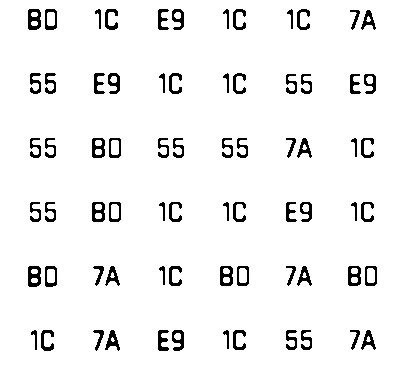 BD 1C E9 1C 1C 7A
55 E9 1C 1C 55 E9
55 BD 55 55 7A 1C
55 BD 1C 1C E9 1C
BD 7A 1C BD 7A BD
1C 7A E9 1C 55 7A